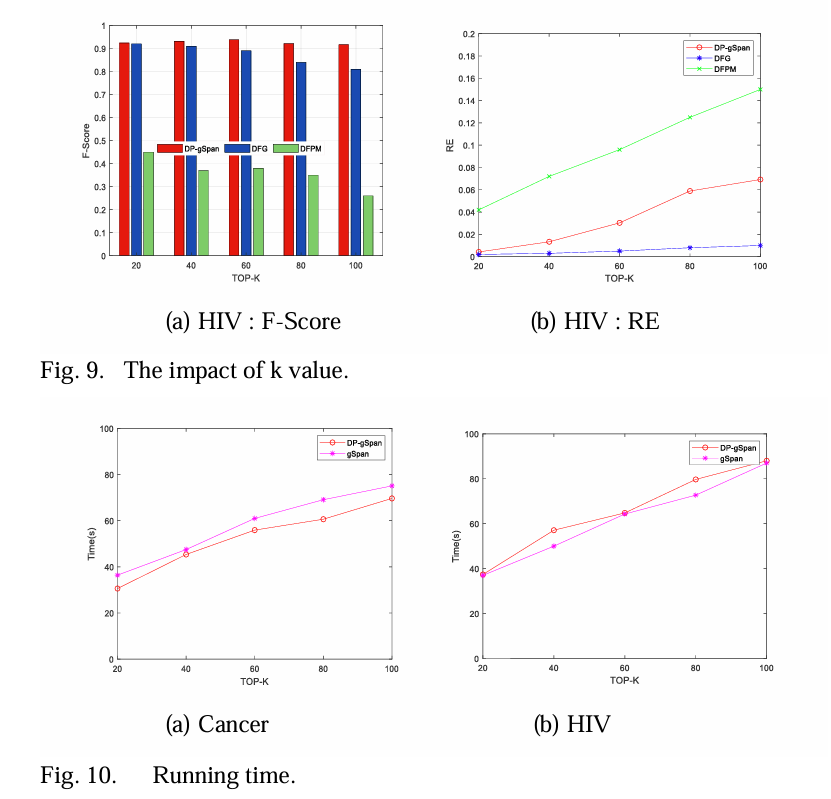 1
0.9
0.8
0.7
0.6
0.5
0.4
0.3
0.2
0.1
0
F-Score
DP-gSpan DFG DFPM
20 40 60 80 100
TOP-K
0.2
0.18
0.16
0.14
0.12
0.1
0.08
0.06
0.04
0.02
0
RE
DP-gSpan
DFG
DFPM
20 40 60 80 100
TOP-K
(a) HIV : F-Score
(b) HIV : RE
Fig. 9. The impact of k value.
100
80
60
40
20
0
Time(s)
DP-gSpan
gSpan
20 40 60 80 100
TOP-K
100
80
60
40
20
0
Time(s)
DP-gSpan
gSpan
20 40 60 80 100
TOP-K
(a) Cancer
(b) HIV
Fig. 10. Running time.